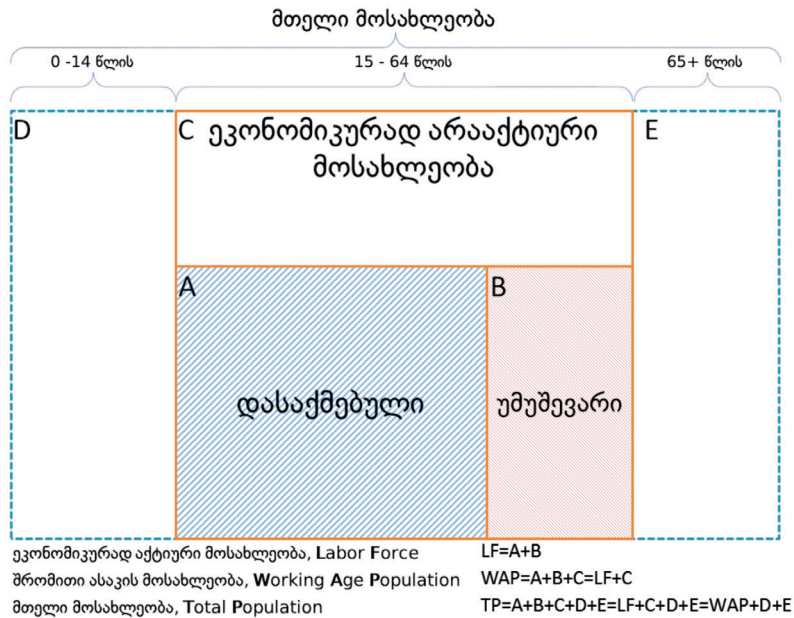 მთელი მოსახლეობა
0 -14 წლის 15 - 64 წლის 65+ წლის
D C ეკონომიკურად არააქტიური E
მოსახლეობა
A B
დასაქმებული უმუშევარი
ეკონომიკურად აქტიური მოსახლეობა, Labor Force LF=A+B
შრომითი ასაკის მოსახლეობა, Working Age Population WAP=A+B+C=LF+C
მთელი მოსახლეობა, Total Population TP=A+B+C+D+E=LF+C+D+E=WAP+D+E